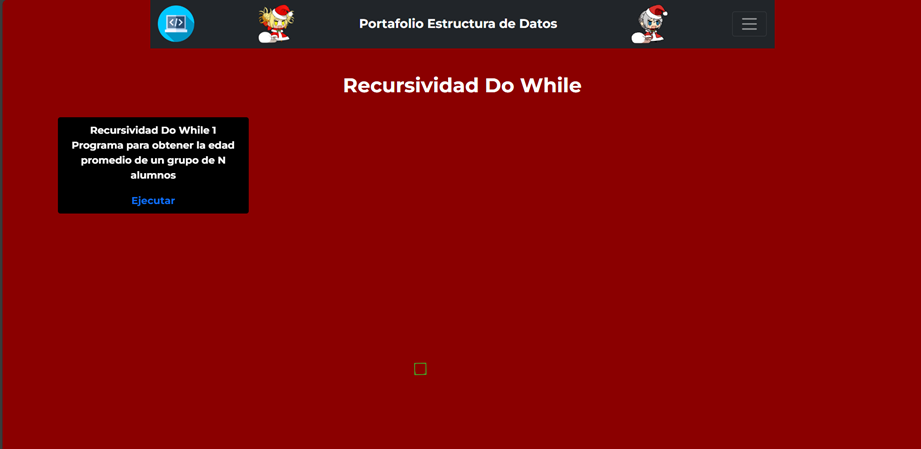 Portafolio Estructura de Datos
Recursividad Do While
Recursividad Do While 1
Programa para obtener la edad
promedio de un grupo de N
alumnos
Ejecutar